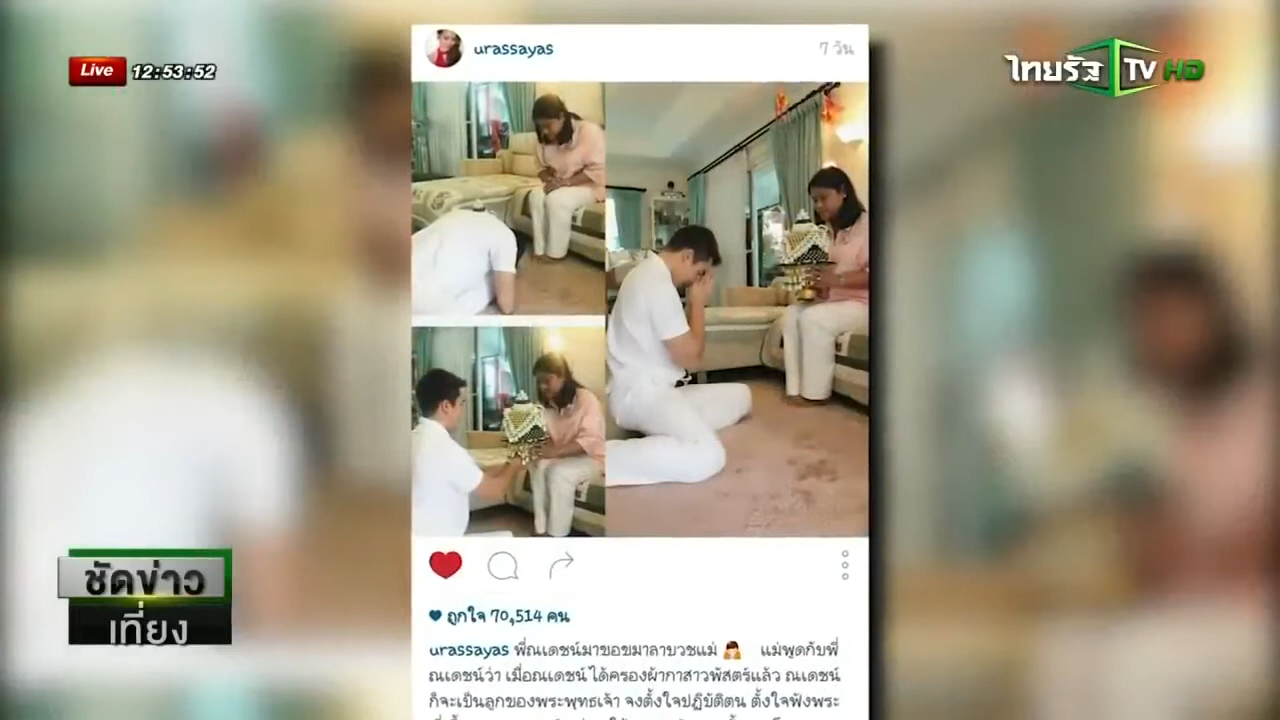 urassayas
7 วัน
Live 12:53:52
ไทยรัฐ TV HD
ชัดข่าว
เที่ยง
ถูกใจ 70,514 คน
urassayas พี่ณเดชน์มาขอขมาลาบวชแม่ 🙏 แม่พูดกับพี่
ณเดชน์ว่า เมื่อณเดชน์ได้ครองผ้ากาสาวพัสตร์แล้ว ณเดชน์
ก็จะเป็นลูกของพระพุทธเจ้า จงตั้งใจปฏิบัติตน ตั้งใจฟังพระ